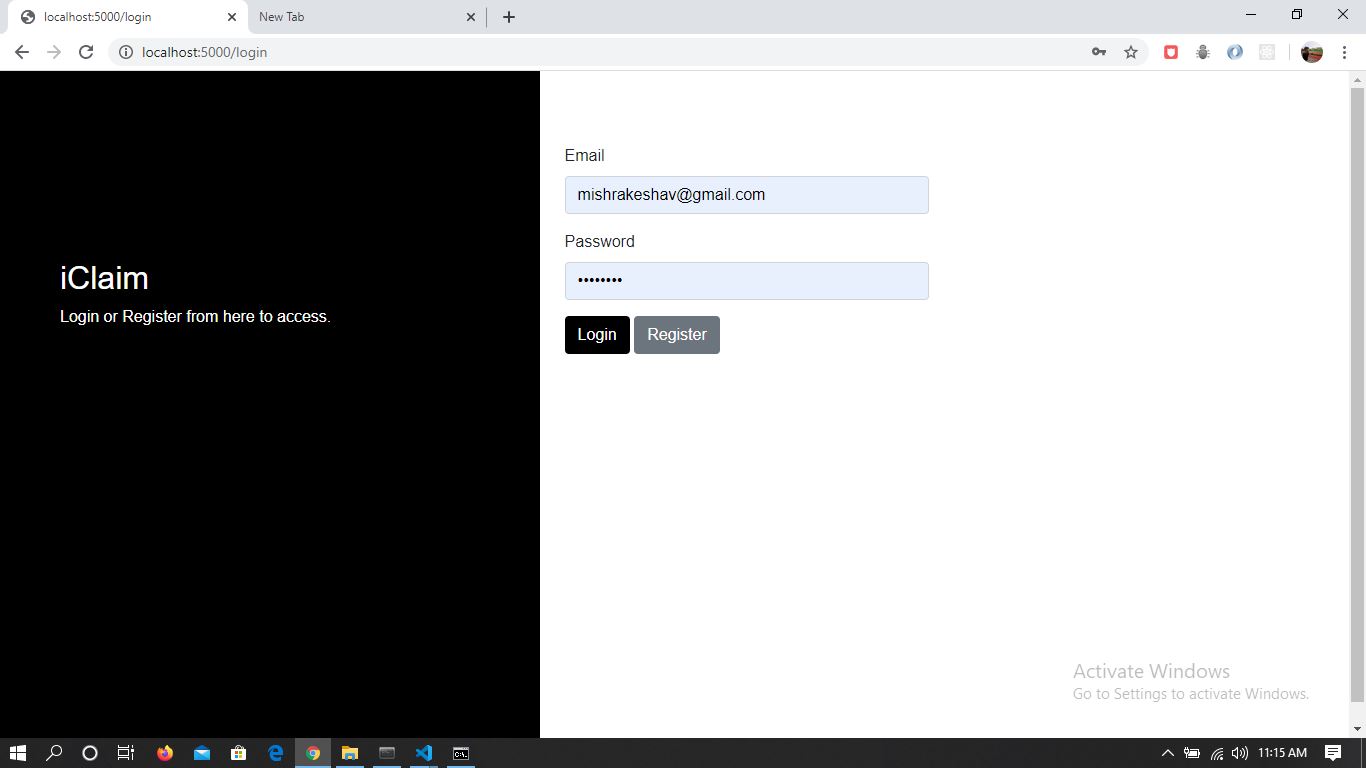 localhost:5000/login
New Tab
localhost:5000/login
Email
mishrakeshav@gmail.com
Password
••••••••
Login Register
iClaim
Login or Register from here to access.
Activate Windows
Go to Settings to activate Windows.
11:15 AM